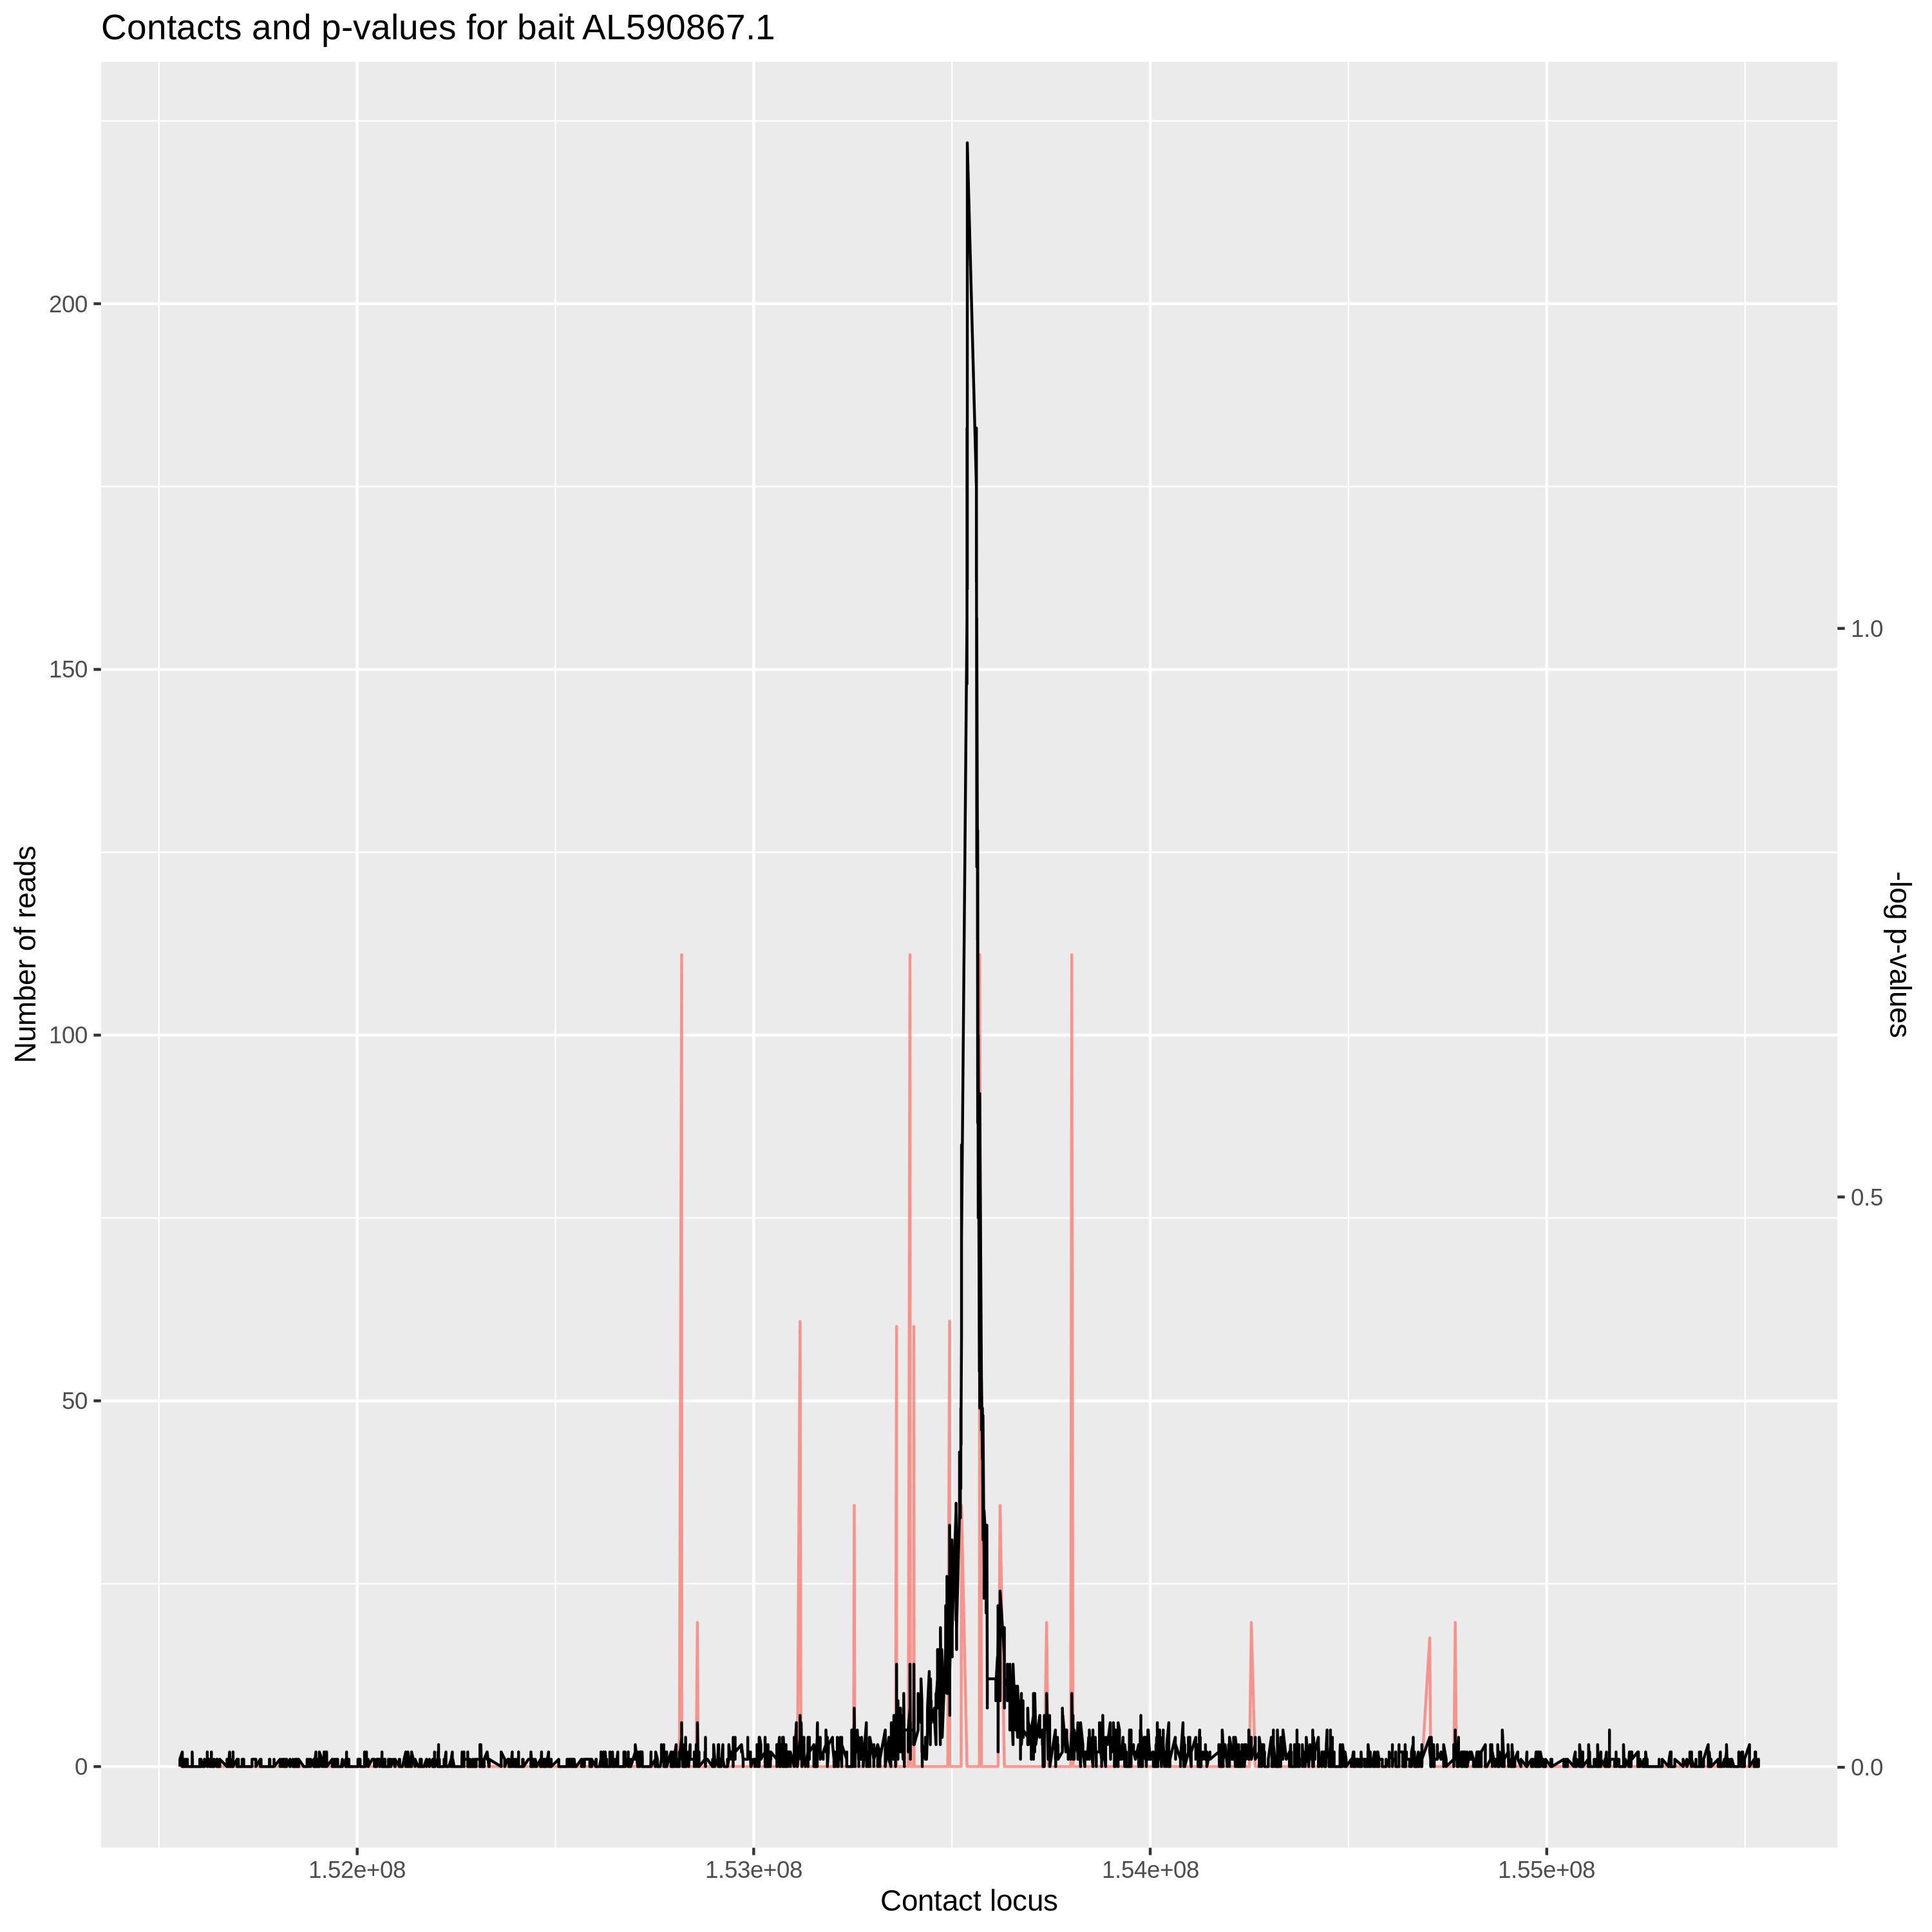 Contacts and p-values for bait AL590867.1
200
150
100
50
0
Number of reads
1.0
0.5
0.0
-log p-values
1.52e+08
1.53e+08
1.54e+08
1.55e+08
Contact locus